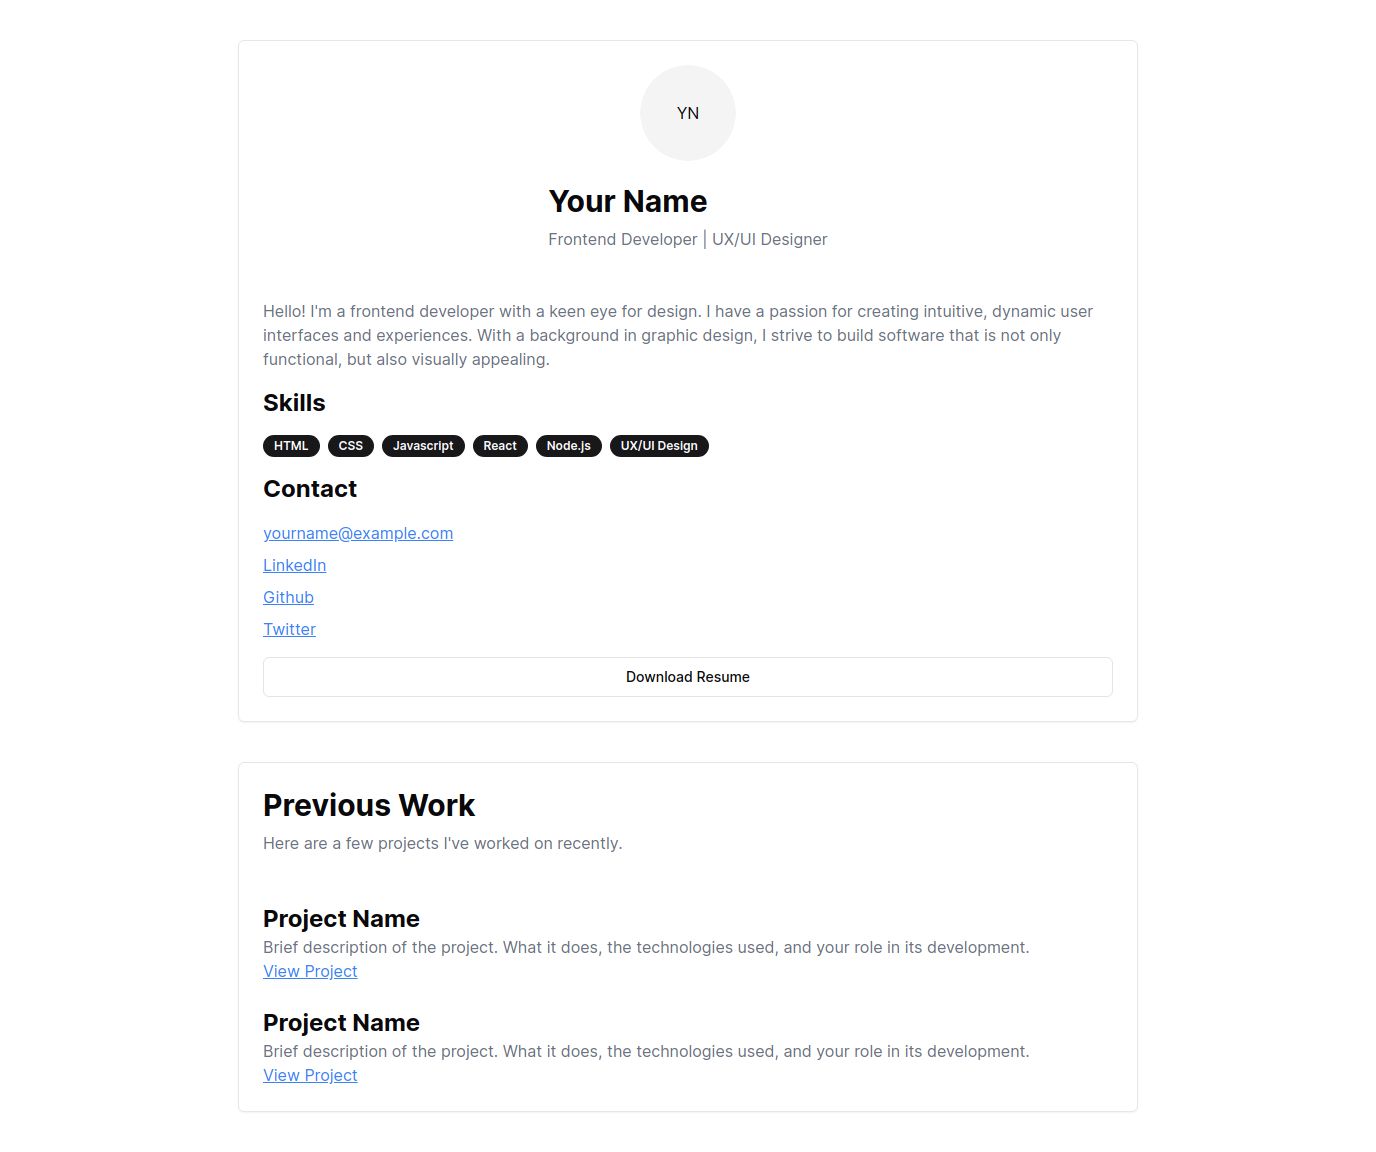 YN
Your Name
Frontend Developer | UX/UI Designer
Hello! I'm a frontend developer with a keen eye for design. I have a passion for creating intuitive, dynamic user
interfaces and experiences. With a background in graphic design, I strive to build software that is not only
functional, but also visually appealing.
Skills
HTML CSS Javascript React Node.js UX/UI Design
Contact
yourname@example.com
LinkedIn
Github
Twitter
Download Resume
Previous Work
Here are a few projects I've worked on recently.
Project Name
Brief description of the project. What it does, the technologies used, and your role in its development.
View Project
Project Name
Brief description of the project. What it does, the technologies used, and your role in its development.
View Project